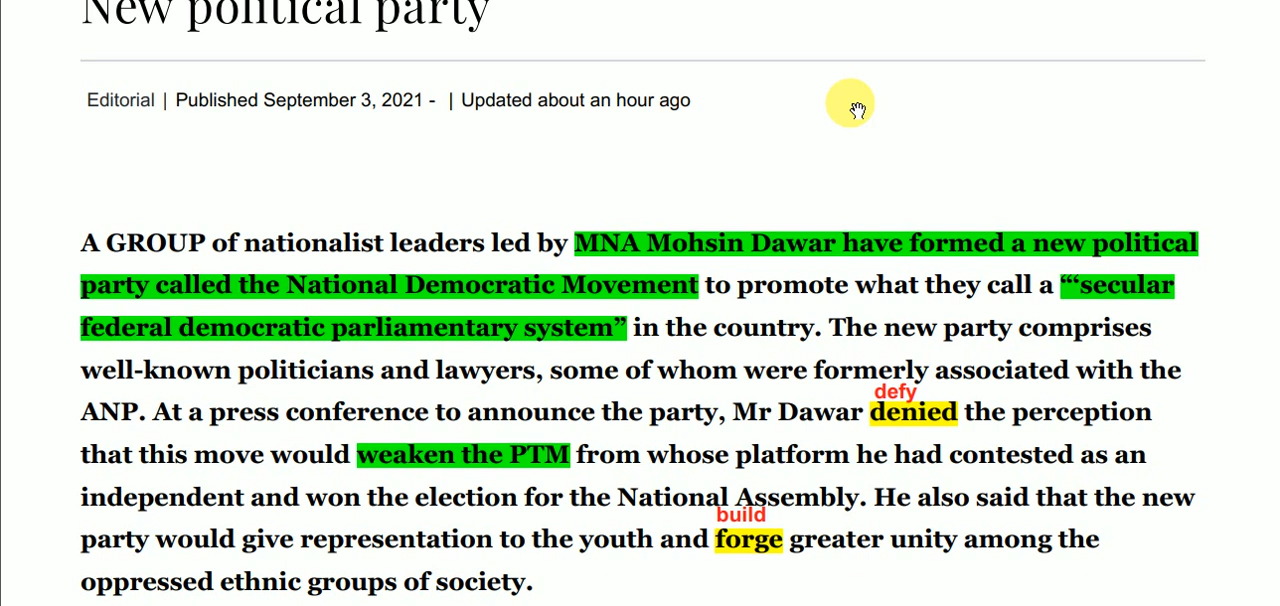 New political party
Editorial | Published September 3, 2021 - | Updated about an hour ago
A GROUP of nationalist leaders led by MNA Mohsin Dawar have formed a new political
party called the National Democratic Movement to promote what they call a “‘secular
federal democratic parliamentary system” in the country. The new party comprises
well-known politicians and lawyers, some of whom were formerly associated with the
defy
ANP. At a press conference to announce the party, Mr Dawar denied the perception
that this move would weaken the PTM from whose platform he had contested as an
independent and won the election for the National Assembly. He also said that the new
build
party would give representation to the youth and forge greater unity among the
oppressed ethnic groups of society.